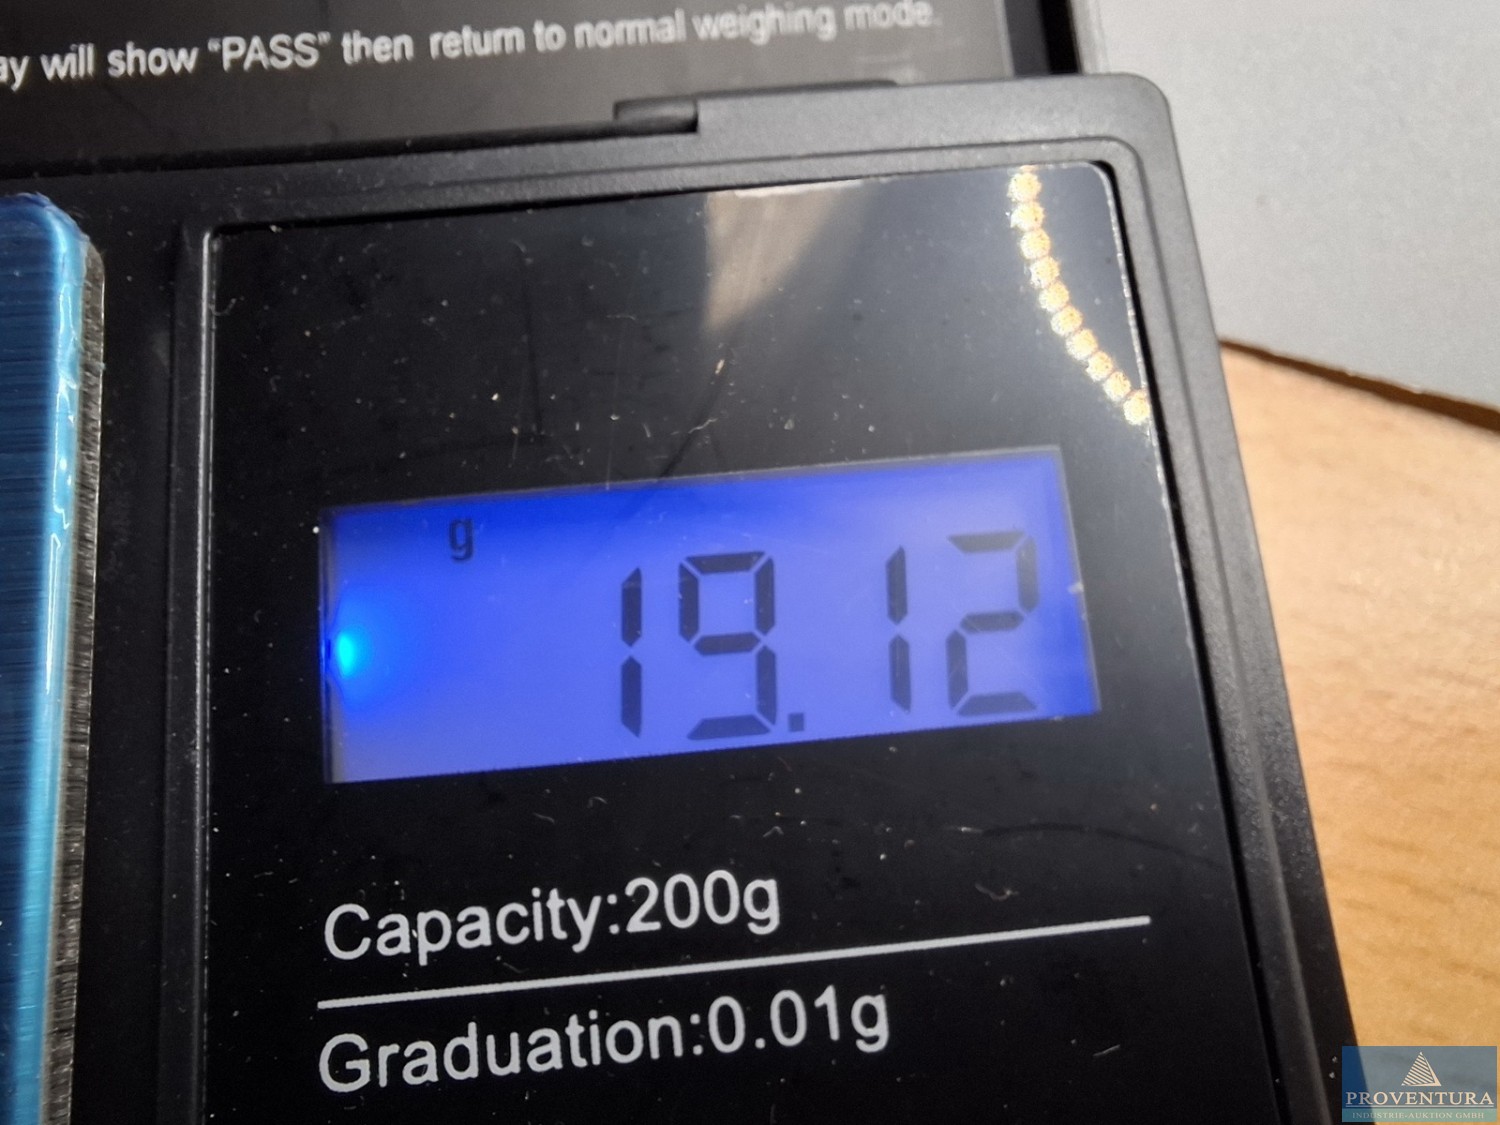 ay will show “PASS” then return to normal weighing mode.
g
19.12
Capacity:200g
Graduation:0.01g
PROVENTURA
INDUSTRIE-AUKTION GMBH